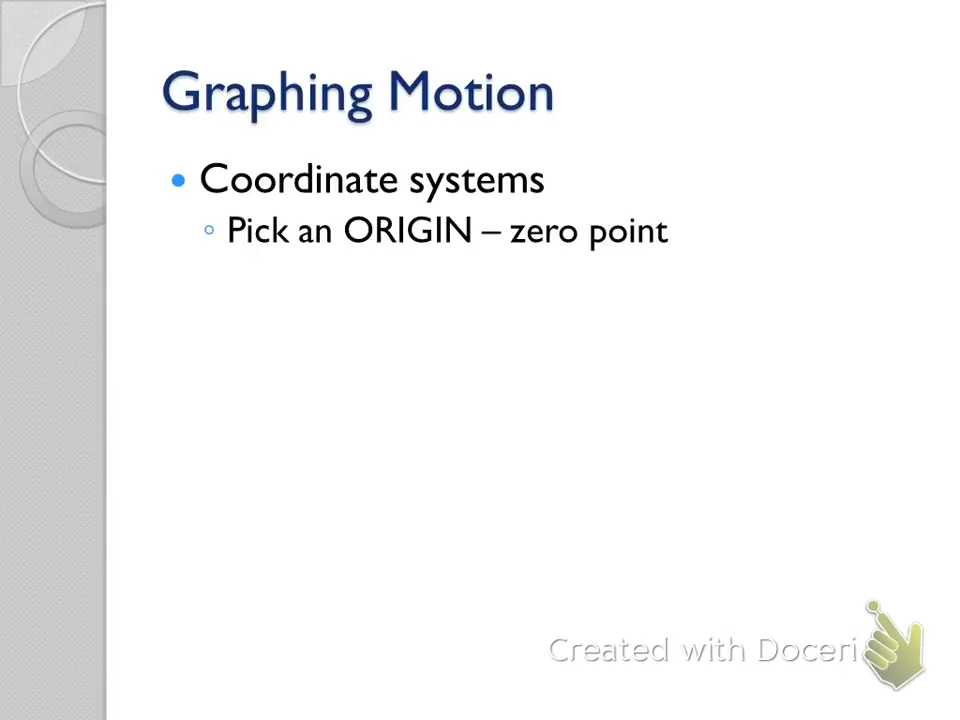 Graphing Motion
• Coordinate systems
◦ Pick an ORIGIN – zero point
Created with Doceri